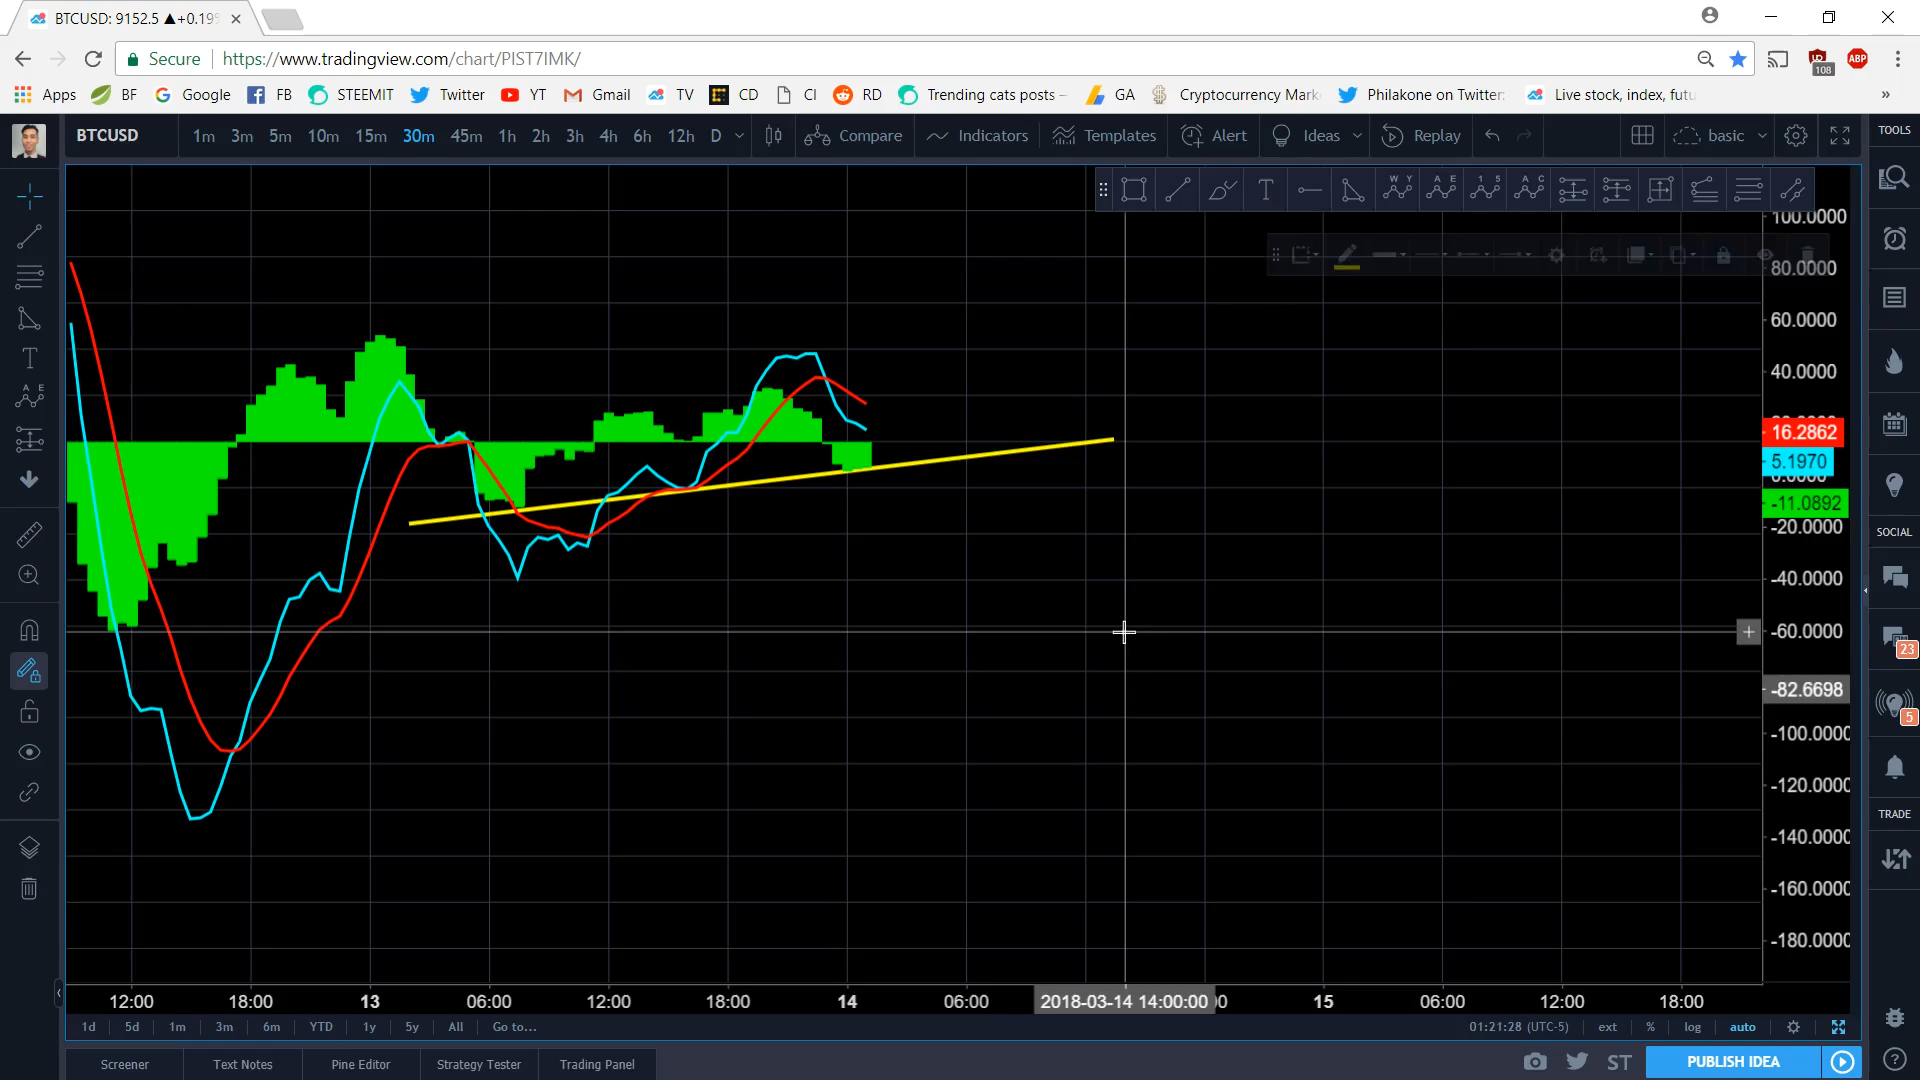 BTCUSD: 9152.5 ▲+0.19%
Secure https://www.tradingview.com/chart/PIST7IMK/
108 ABP
Apps BF Google FB STEEMIT Twitter YT Gmail TV CD CI RD Trending cats posts – GA Cryptocurrency Mark Philakone on Twitter: Live stock, index, futu »
BTCUSD 1m 3m 5m 10m 15m 30m 45m 1h 2h 3h 4h 6h 12h D Compare Indicators Templates Alert Ideas Replay basic
TOOLS
100.0000
80.0000
60.0000
40.0000
16.2862
5.1970
-11.0892
-20.0000
-40.0000
-60.0000
-82.6698
-100.0000
-120.0000
-140.0000
-160.0000
-180.0000
SOCIAL
23
5
TRADE
12:00 18:00 13 06:00 12:00 18:00 14 06:00 2018-03-14 14:00:00 15 06:00 12:00 18:00
1d 5d 1m 3m 6m YTD 1y 5y All Go to... 01:21:28 (UTC-5) ext % log auto
Screener Text Notes Pine Editor Strategy Tester Trading Panel ST PUBLISH IDEA